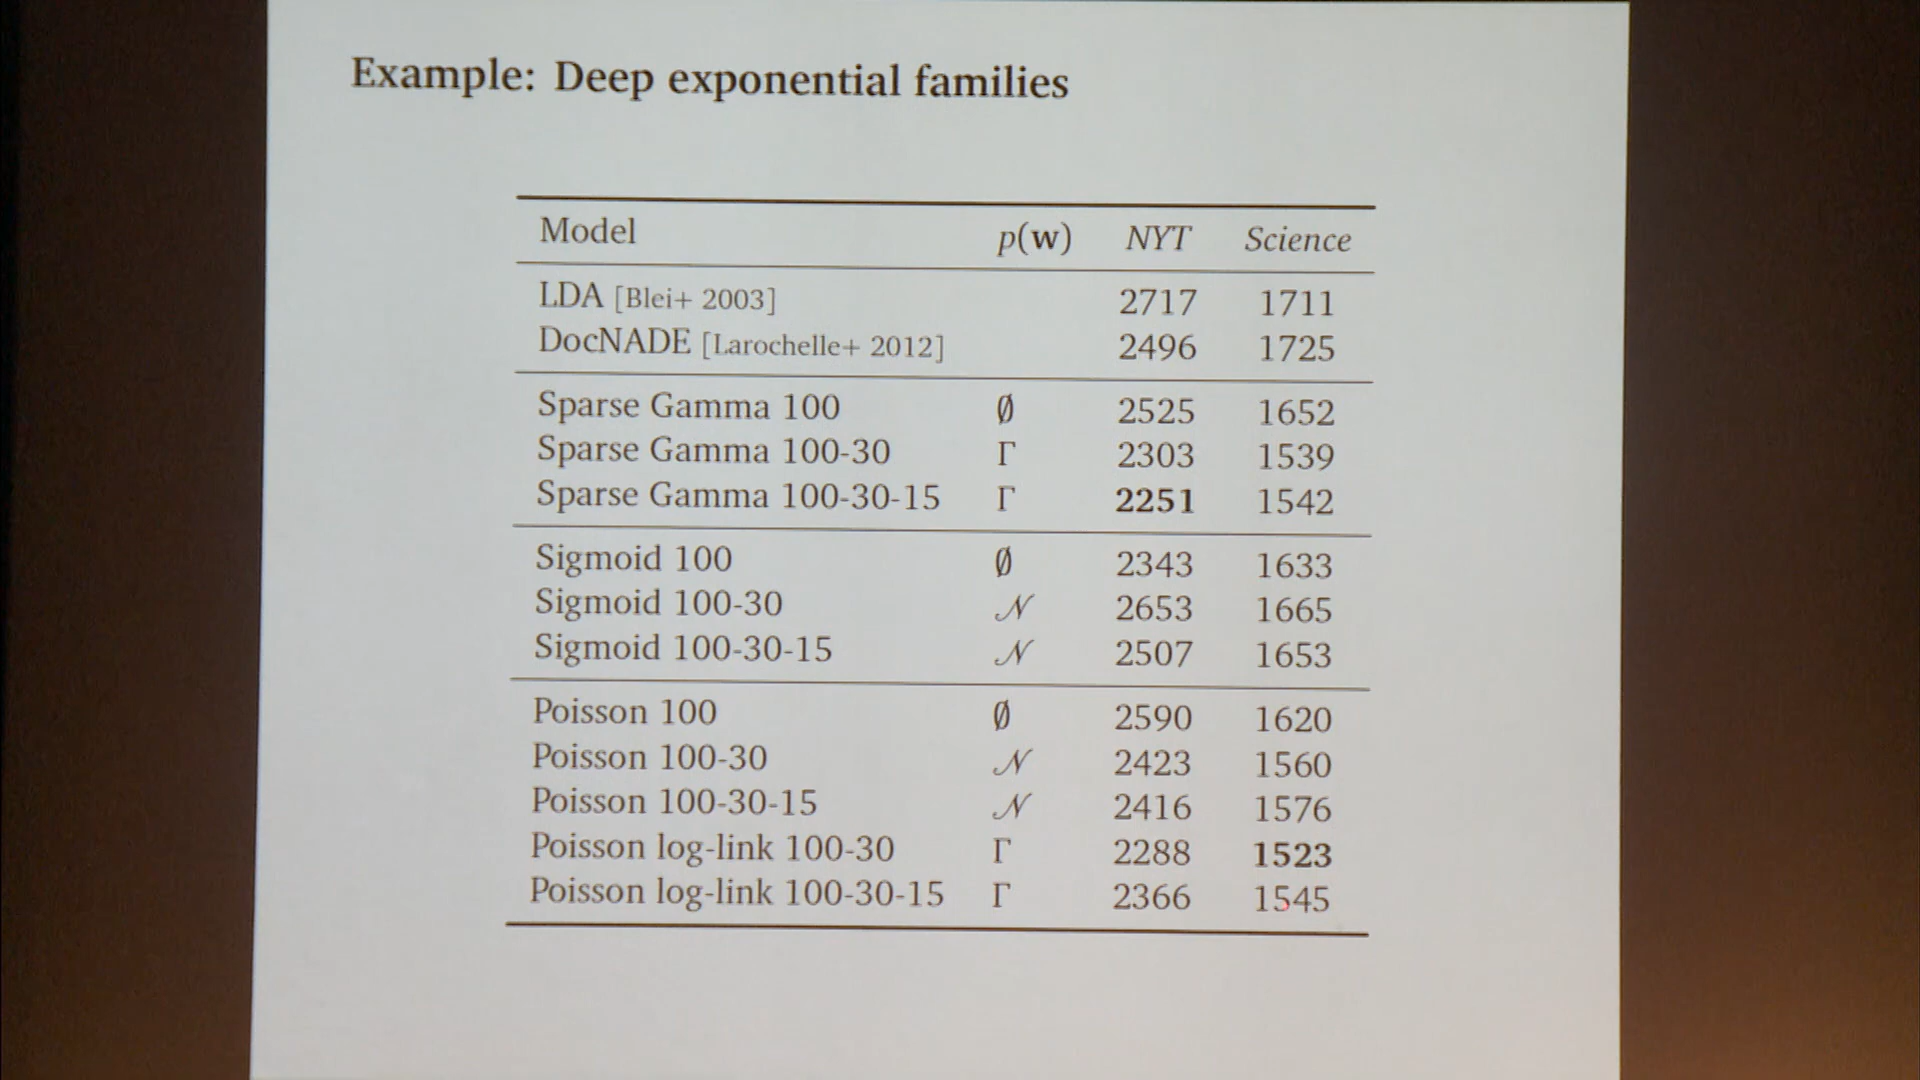 Example: Deep exponential families
Model p(w) NYT Science
LDA [Blei+ 2003] 2717 1711
DocNADE [Larochelle+ 2012] 2496 1725
Sparse Gamma 100 ∅ 2525 1652
Sparse Gamma 100-30 Γ 2303 1539
Sparse Gamma 100-30-15 Γ 2251 1542
Sigmoid 100 ∅ 2343 1633
Sigmoid 100-30 𝒩 2653 1665
Sigmoid 100-30-15 𝒩 2507 1653
Poisson 100 ∅ 2590 1620
Poisson 100-30 𝒩 2423 1560
Poisson 100-30-15 𝒩 2416 1576
Poisson log-link 100-30 Γ 2288 1523
Poisson log-link 100-30-15 Γ 2366 1545